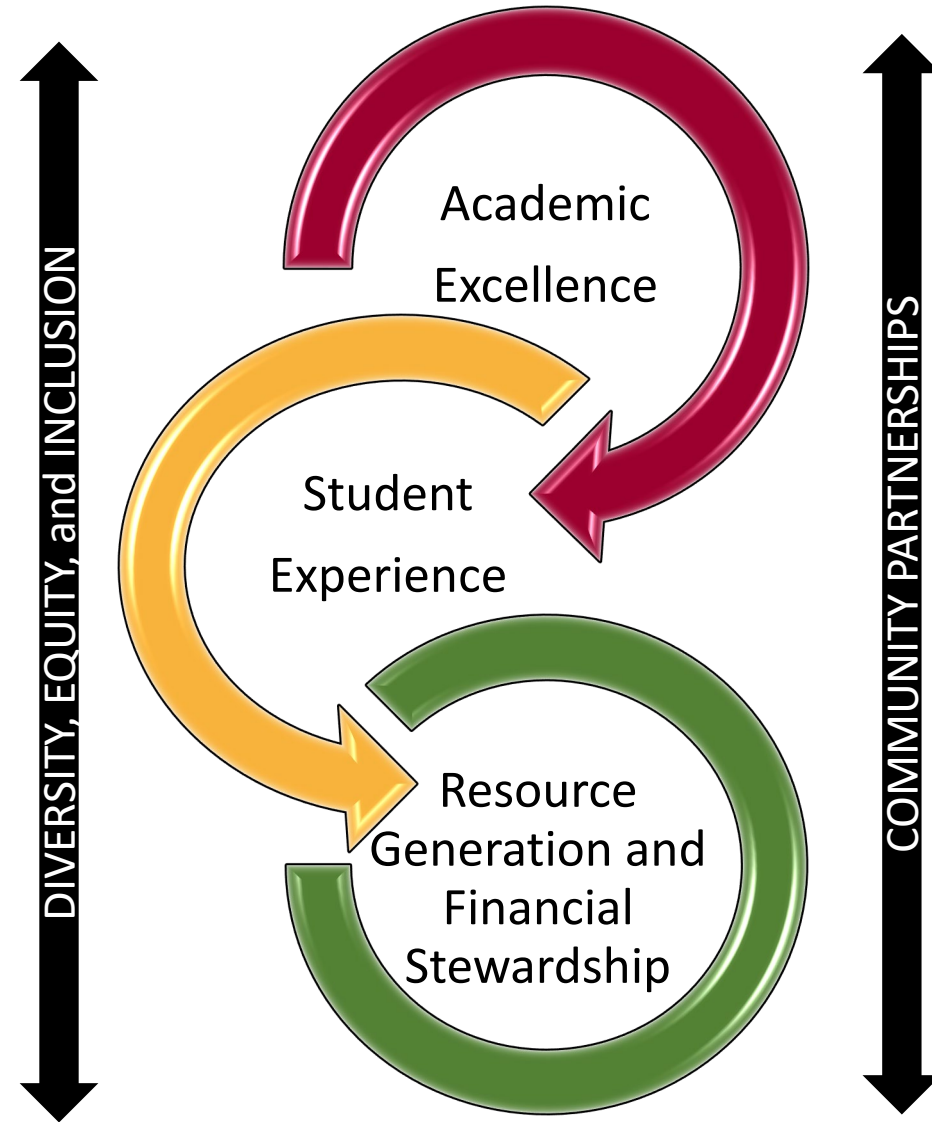 DIVERSITY, EQUITY, and INCLUSION
Academic
Excellence
Student
Experience
Resource
Generation and
Financial
Stewardship
COMMUNITY PARTNERSHIPS